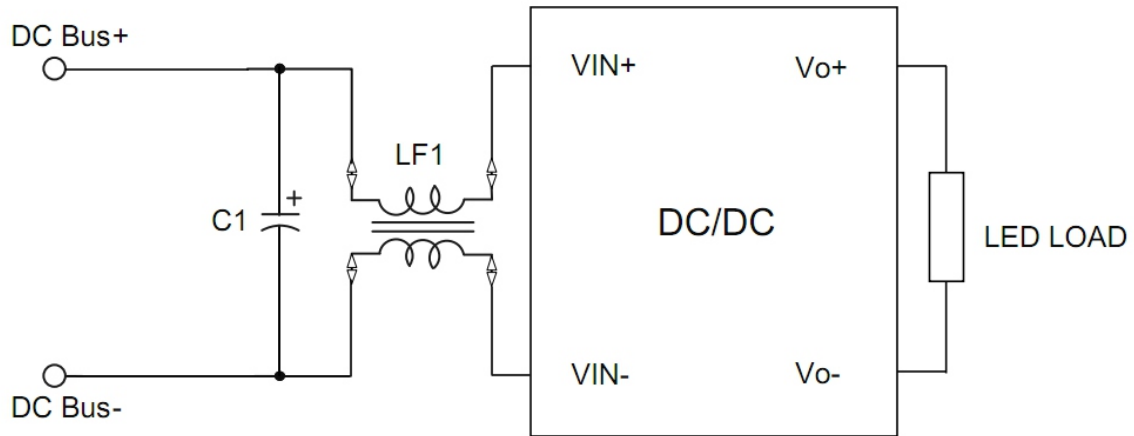 DC Bus+
VIN+
Vo+
LF1
C1
+
DC/DC
LED LOAD
VIN-
Vo-
DC Bus-